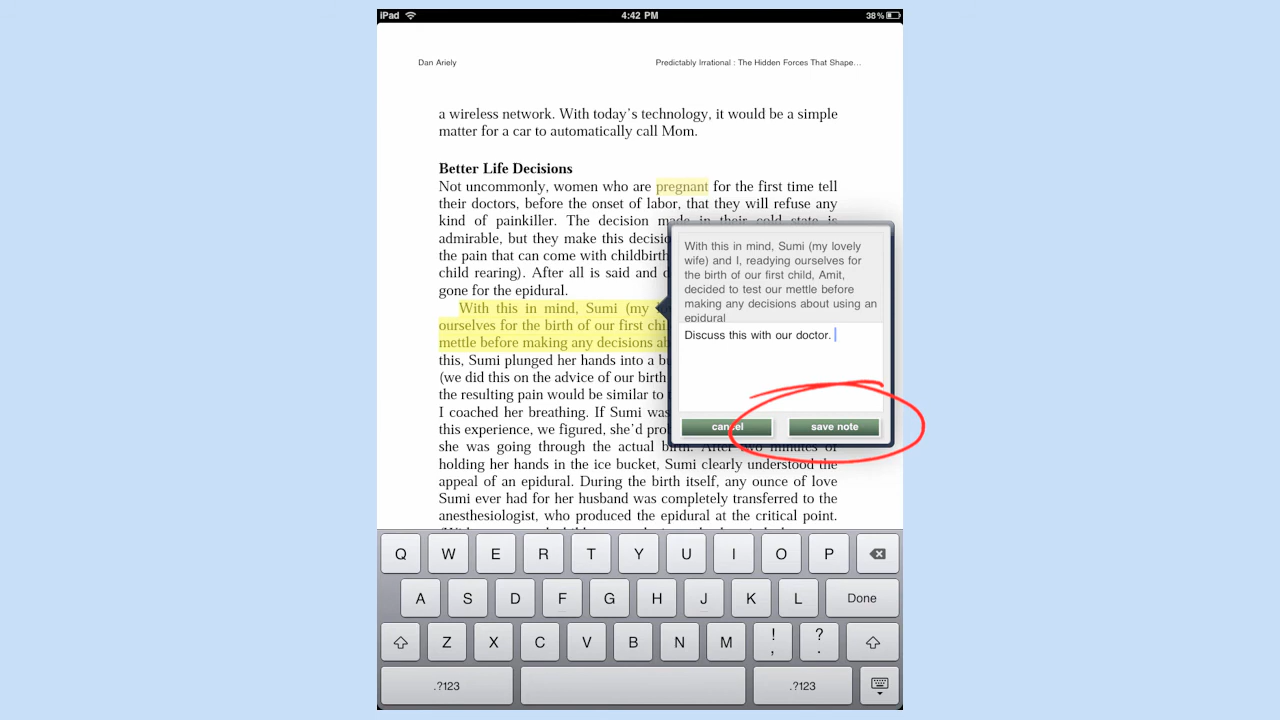 iPad 4:42 PM 38%
Dan Ariely Predictably Irrational : The Hidden Forces That Shape...
a wireless network. With today's technology, it would be a simple
matter for a car to automatically call Mom.
Better Life Decisions
Not uncommonly, women who are pregnant for the first time tell
their doctors, before the onset of labor, that they will refuse any
kind of painkiller. The decision made in their cold state is
admirable, but they make this
the pain that can come with childbirth
child rearing). After all is said and
gone for the epidural.
With this in mind, Sumi (my
ourselves for the birth of our first
mettle before making any decisions
this, Sumi plunged her hands into a
(we did this on the advice of our birth
the resulting pain would be similar to
I coached her breathing. If Sumi
this experience, we figured, she'd
she was going through the actual birth. After two minutes of
holding her hands in the ice bucket, Sumi clearly understood the
appeal of an epidural. During the birth itself, any ounce of love
Sumi ever had for her husband was completely transferred to the
anesthesiologist, who produced the epidural at the critical point.
With this in mind, Sumi (my lovely
wife) and I, readying ourselves for
the birth of our first child, Amit,
decided to test our mettle before
making any decisions about using an
epidural
Discuss this with our doctor.
cancel save note
Q W E R T Y U I O P
A S D F G H J K L Done
Z X C V B N M ! , ? .
.?123 .?123